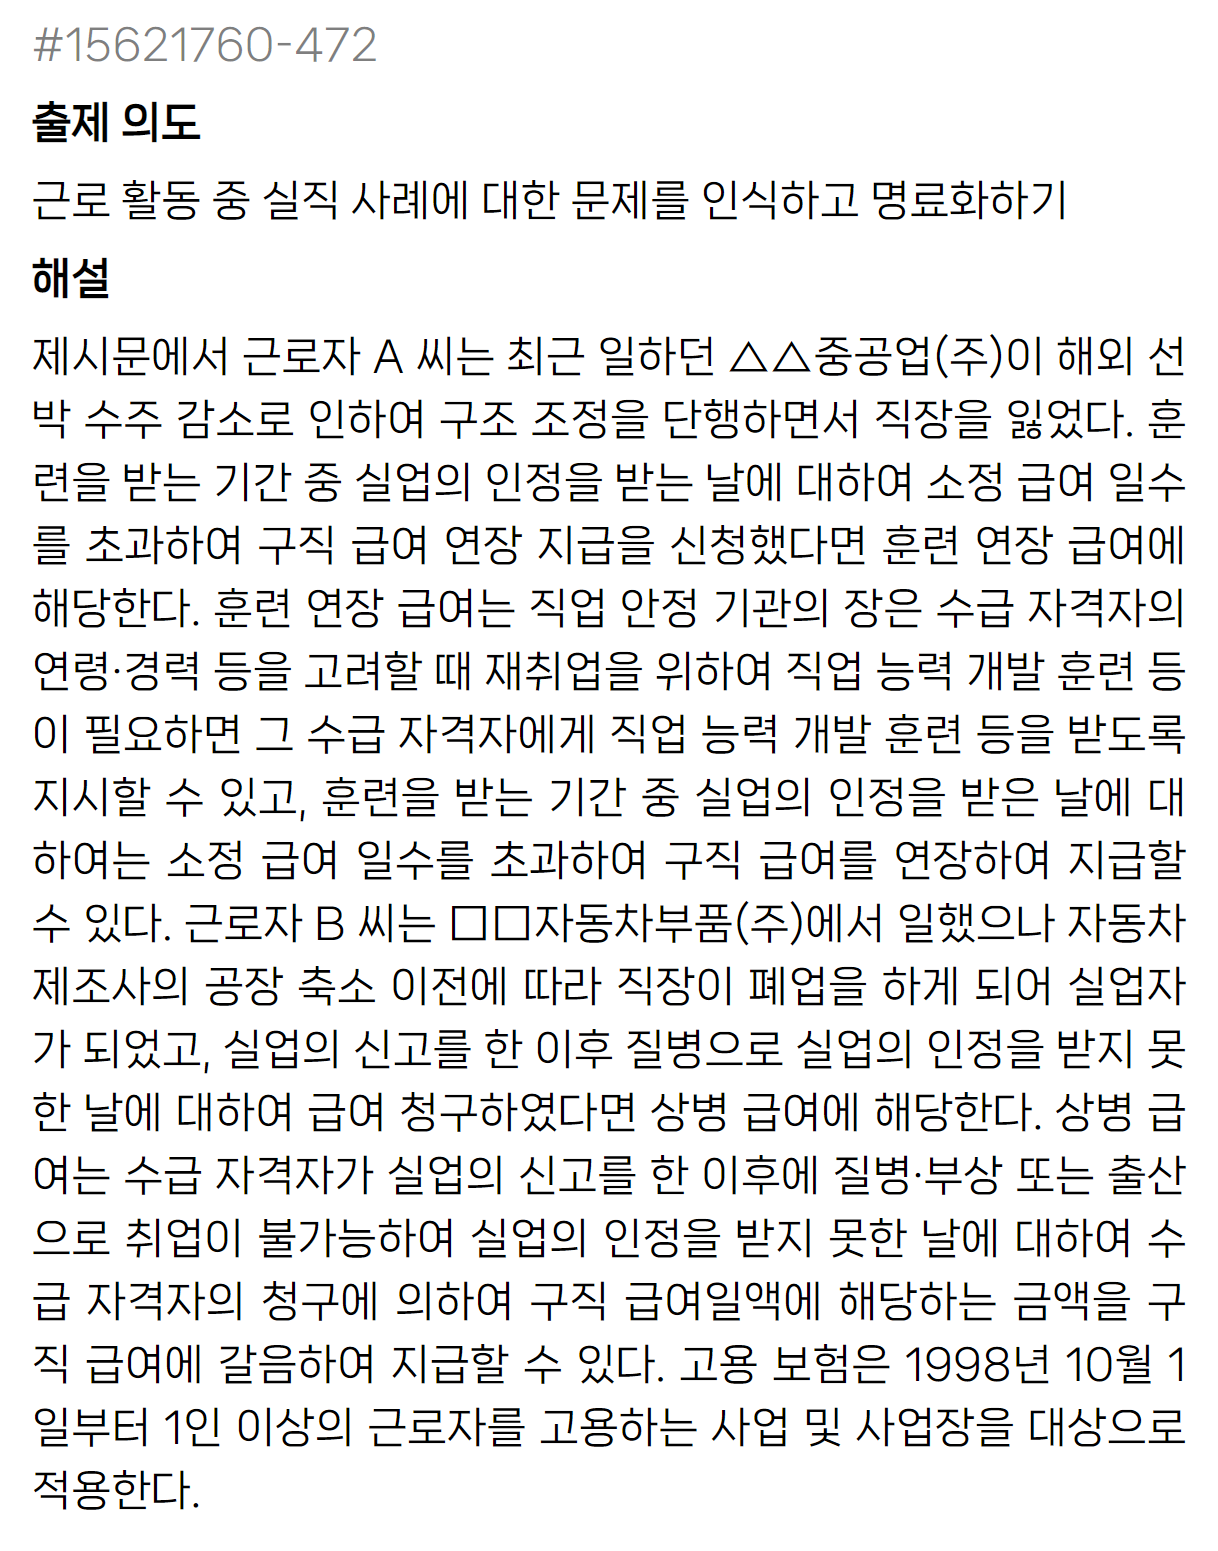 #15621760-472
출제 의도
근로 활동 중 실직 사례에 대한 문제를 인식하고 명료화하기
해설
제시문에서 근로자 A 씨는 최근 일하던 △△중공업(주)이 해외 선
박 수주 감소로 인하여 구조 조정을 단행하면서 직장을 잃었다. 훈
련을 받는 기간 중 실업의 인정을 받는 날에 대하여 소정 급여 일수
를 초과하여 구직 급여 연장 지급을 신청했다면 훈련 연장 급여에
해당한다. 훈련 연장 급여는 직업 안정 기관의 장은 수급 자격자의
연령·경력 등을 고려할 때 재취업을 위하여 직업 능력 개발 훈련 등
이 필요하면 그 수급 자격자에게 직업 능력 개발 훈련 등을 받도록
지시할 수 있고, 훈련을 받는 기간 중 실업의 인정을 받은 날에 대
하여는 소정 급여 일수를 초과하여 구직 급여를 연장하여 지급할
수 있다. 근로자 B 씨는 □□자동차부품(주)에서 일했으나 자동차
제조사의 공장 축소 이전에 따라 직장이 폐업을 하게 되어 실업자
가 되었고, 실업의 신고를 한 이후 질병으로 실업의 인정을 받지 못
한 날에 대하여 급여 청구하였다면 상병 급여에 해당한다. 상병 급
여는 수급 자격자가 실업의 신고를 한 이후에 질병·부상 또는 출산
으로 취업이 불가능하여 실업의 인정을 받지 못한 날에 대하여 수
급 자격자의 청구에 의하여 구직 급여일액에 해당하는 금액을 구
직 급여에 갈음하여 지급할 수 있다. 고용 보험은 1998년 10월 1
일부터 1인 이상의 근로자를 고용하는 사업 및 사업장을 대상으로
적용한다.